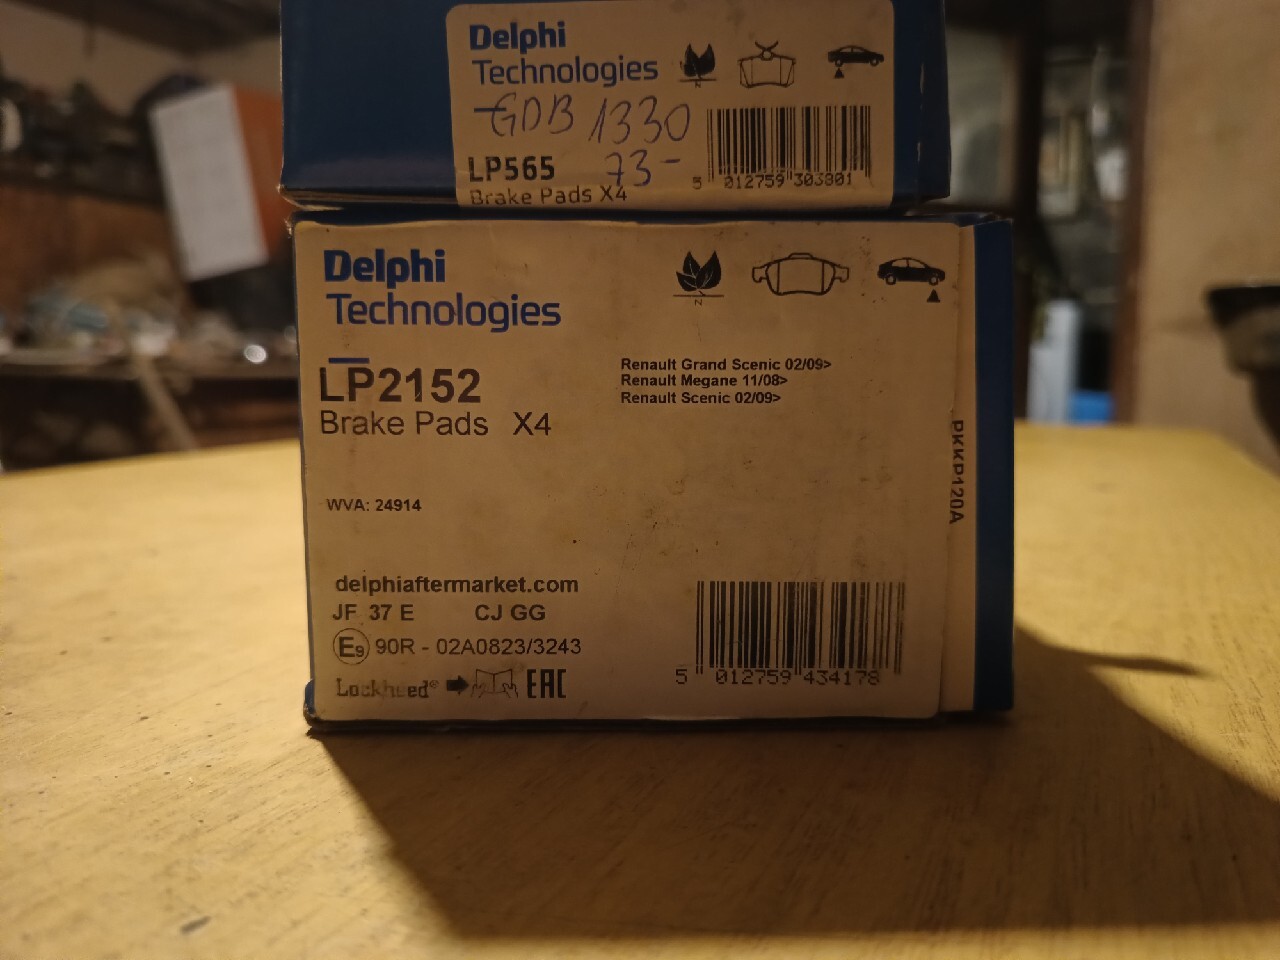 Delphi
Technologies
GDB 1330
LP565 73-
Brake Pads X4
5 012759 303801
Delphi
Technologies
N
LP2152
Brake Pads X4
Renault Grand Scenic 02/09>
Renault Megane 11/08>
Renault Scenic 02/09>
WVA: 24914
PKKP120A
delphiaftermarket.com
JF 37 E CJ GG
E9 90R - 02A0823/3243
Lockheed® EAC
5 012759 434178